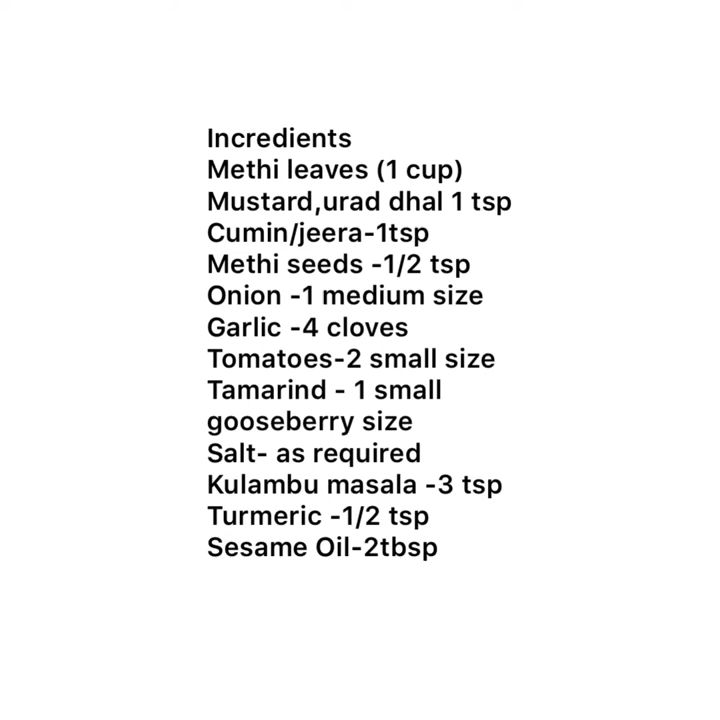 Incredients
Methi leaves (1 cup)
Mustard,urad dhal 1 tsp
Cumin/jeera-1tsp
Methi seeds -1/2 tsp
Onion -1 medium size
Garlic -4 cloves
Tomatoes-2 small size
Tamarind - 1 small
gooseberry size
Salt- as required
Kulambu masala -3 tsp
Turmeric -1/2 tsp
Sesame Oil-2tbsp